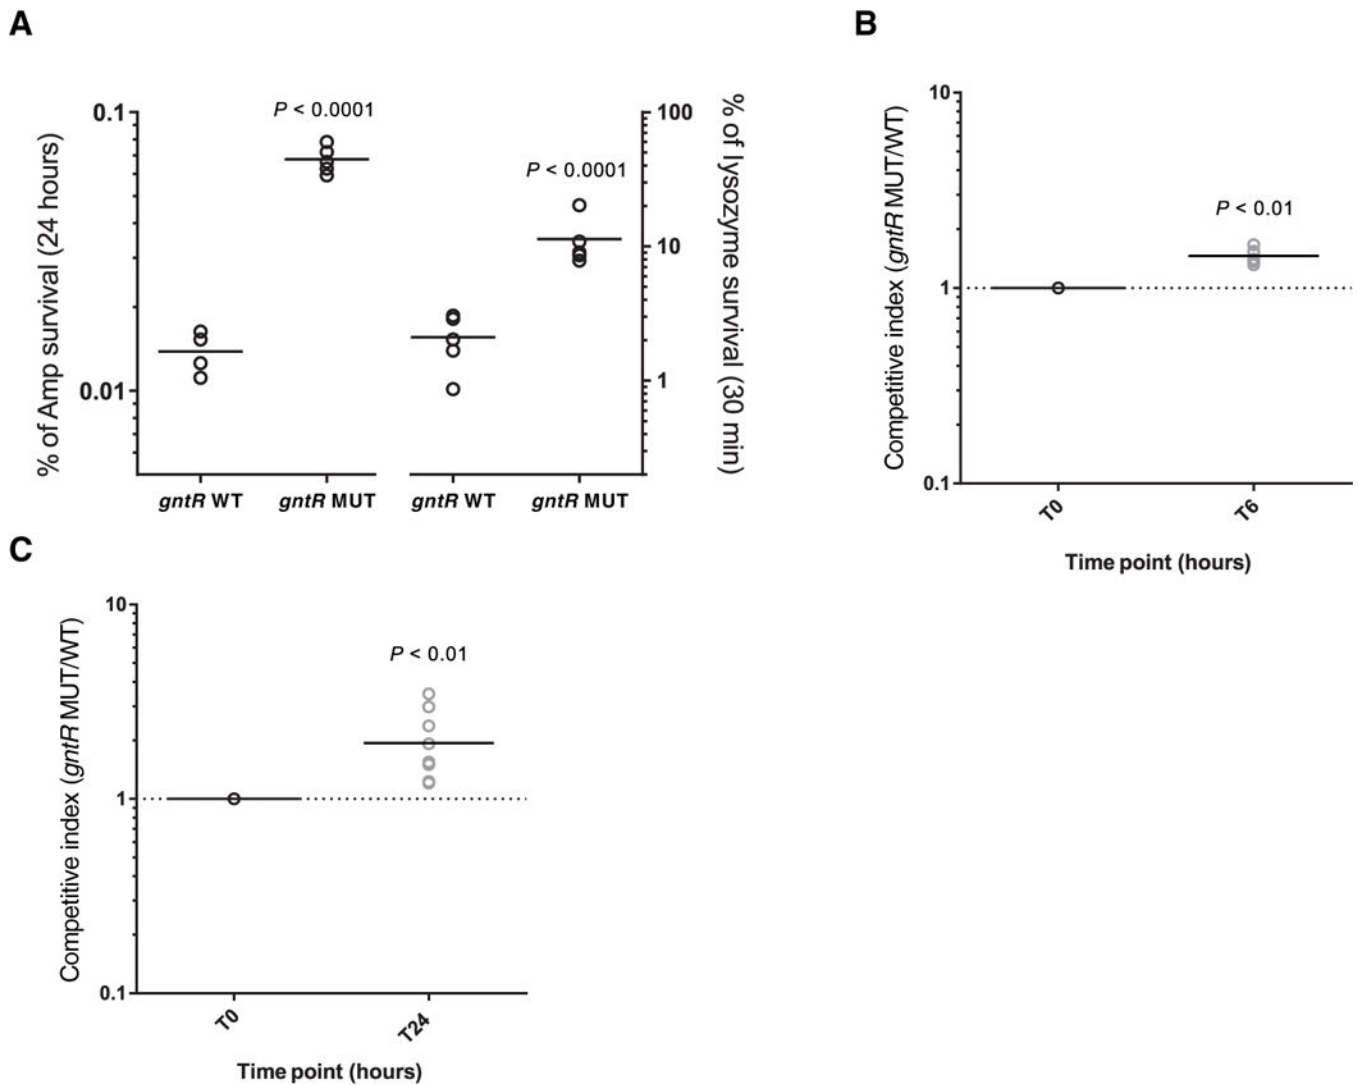 A
B
% of Amp survival (24 hours)
0.1
0.01
P < 0.0001
P < 0.0001
100
10
1
% of lysozyme survival (30 min)
gntR WT
gntR MUT
gntR WT
gntR MUT
Competitive index (gntR MUT/WT)
10
1
0.1
P < 0.01
T0
T6
Time point (hours)
C
Competitive index (gntR MUT/WT)
10
1
0.1
P < 0.01
T0
T24
Time point (hours)